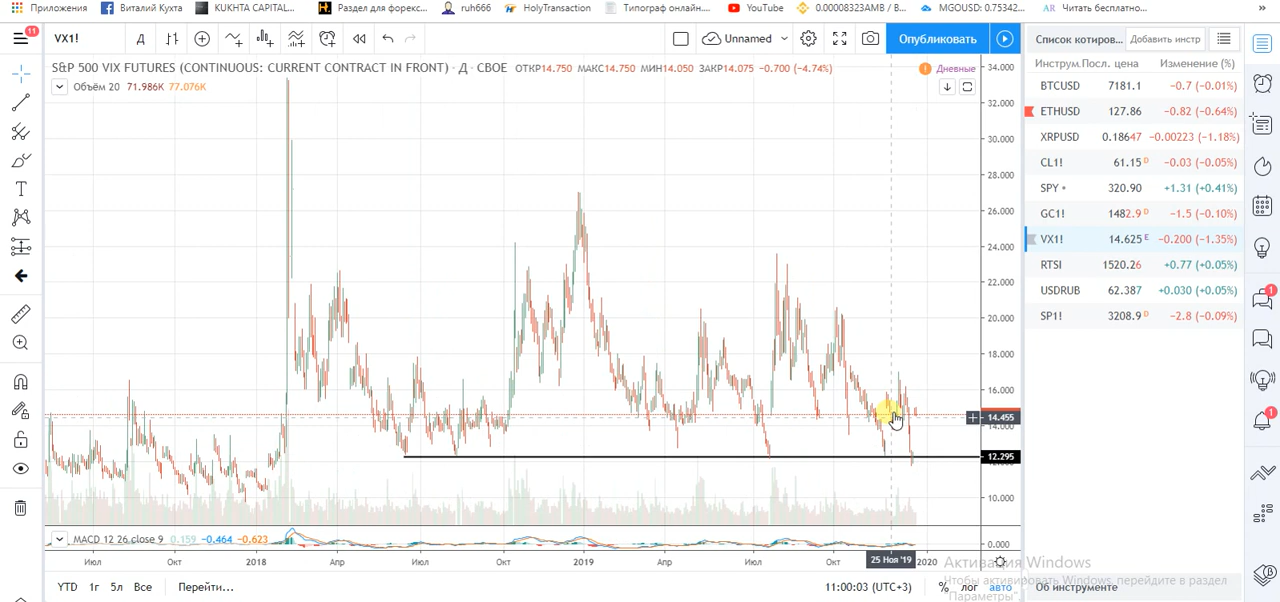 Приложения
Виталий Кухта
KUKHTA CAPITAL...
Раздел для форекс...
ruh666
HolyTransaction
Типограф онлайн...
YouTube
0.00008323AMB / B...
MGOUSD: 0.75342...
Читать бесплатно...
»
11
VX1!
Д
Unnamed
Опубликовать
Список котиров...
Добавить инстр
S&P 500 VIX FUTURES (CONTINUOUS: CURRENT CONTRACT IN FRONT) · Д · CBOE ОТКР14.750 МАКС14.750 МИН14.050 ЗАКР14.075 −0.700 (−4.74%)
Дневные
Объём 20 71.986K 77.076K
34.000
32.000
30.000
28.000
26.000
24.000
22.000
20.000
18.000
16.000
14.455
14.000
12.295
10.000
0.000
MACD 12 26 close 9 0.159 −0.464 −0.623
Июл Окт 2018 Апр Июл Окт 2019 Апр Июл Окт 25 Ноя '19 2020
YTD 1г 5л Все Перейти... 11:00:03 (UTC+3) % лог авто
Инструм. Посл. цена Изменение (%)
BTCUSD 7181.1 −0.7 (−0.01%)
ETHUSD 127.86 −0.82 (−0.64%)
XRPUSD 0.18647 −0.00223 (−1.18%)
CL1! 61.15 D −0.03 (−0.05%)
SPY 320.90 +1.31 (+0.41%)
GC1! 1482.9 D −1.5 (−0.10%)
VX1! 14.625 E −0.200 (−1.35%)
RTSI 1520.26 +0.77 (+0.05%)
USDRUB 62.387 +0.030 (+0.05%)
SP1! 3208.9 D −2.8 (−0.09%)
1
1
Активация Windows
Чтобы активировать Windows, перейдите в раздел
"Параметры".
Об инструменте